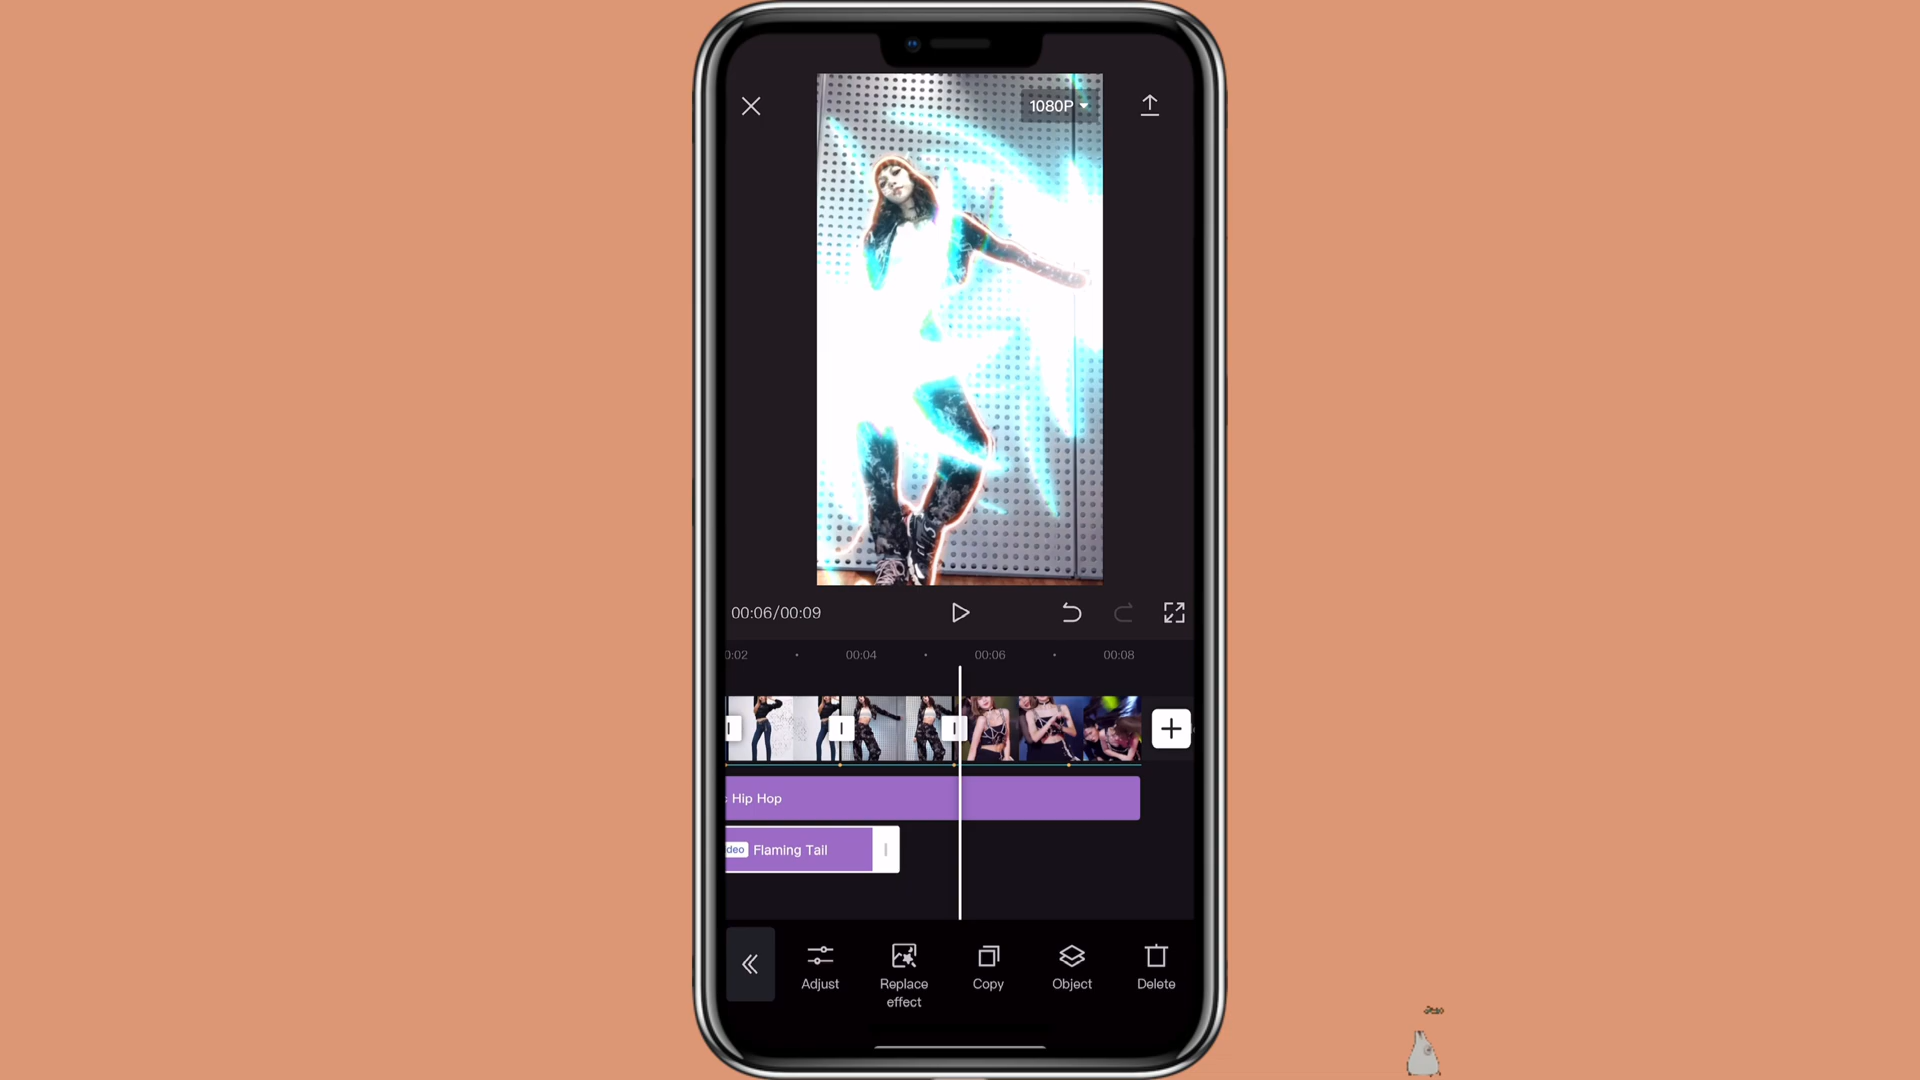 1080P
00:06/00:09
0:02
00:04
00:06
00:08
Hip Hop
deo Flaming Tail
Adjust
Replace
effect
Copy
Object
Delete